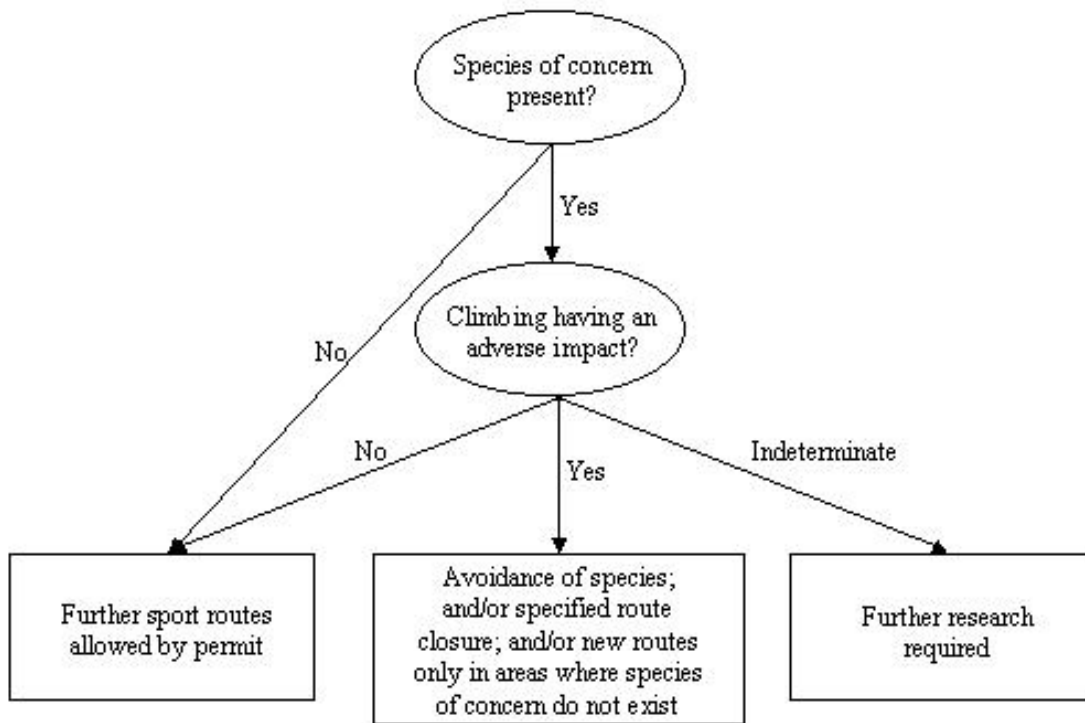 Species of concern
present?
Yes
Climbing having an
adverse impact?
No
No
Yes
Indeterminate
Further sport routes
allowed by permit
Avoidance of species;
and/or specified route
closure; and/or new routes
only in areas where species
of concern do not exist
Further research
required